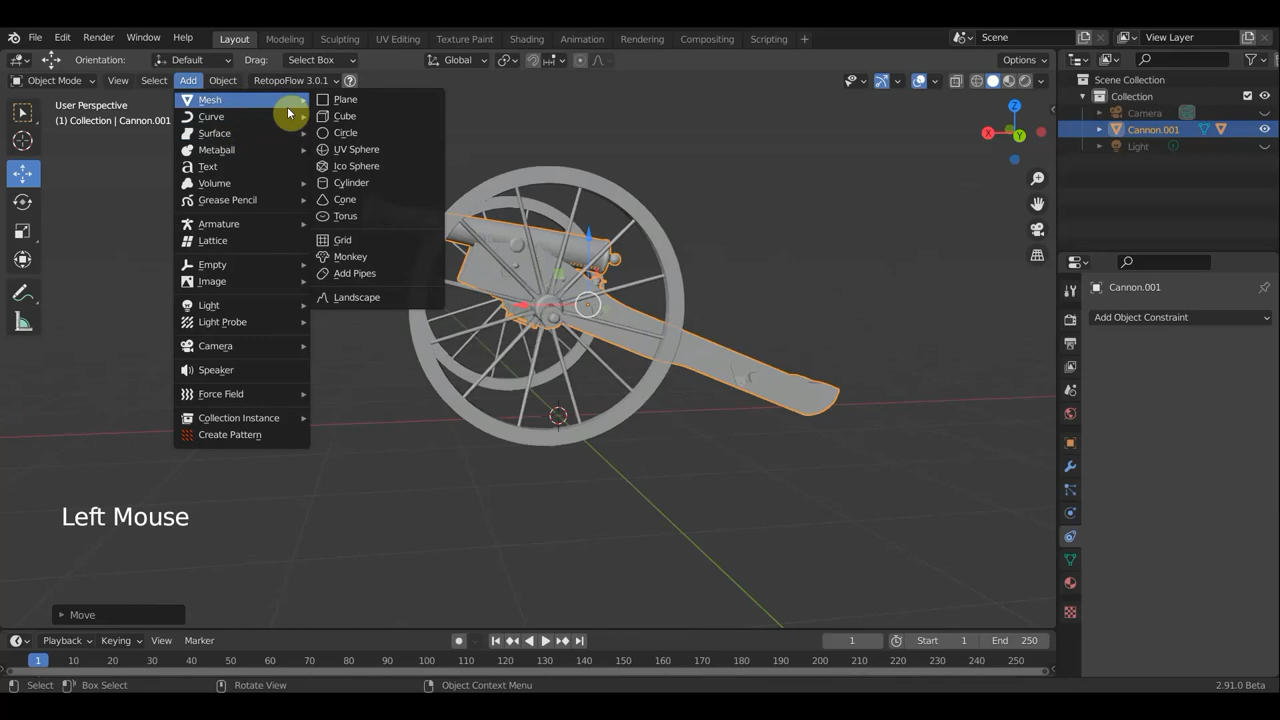 File Edit Render Window Help Layout Modeling Sculpting UV Editing Texture Paint Shading Animation Rendering Compositing Scripting + Scene View Layer
Orientation: Default Drag: Select Box Global Options
Object Mode View Select Add Object RetopoFlow 3.0.1
User Perspective
(1) Collection | Cannon.001
Mesh
Curve
Surface
Metaball
Text
Volume
Grease Pencil
Armature
Lattice
Empty
Image
Light
Light Probe
Camera
Speaker
Force Field
Collection Instance
Create Pattern
Plane
Cube
Circle
UV Sphere
Ico Sphere
Cylinder
Cone
Torus
Grid
Monkey
Add Pipes
Landscape
X Y Z
Scene Collection
Collection
Camera
Cannon.001
Light
Cannon.001
Add Object Constraint
Left Mouse
Move
Playback Keying View Marker 1 Start 1 End 250
1 10 20 30 40 50 60 70 80 90 100 110 120 130 140 150 160 170 180 190 200 210 220 230 240 250
Select Box Select Rotate View Object Context Menu 2.91.0 Beta